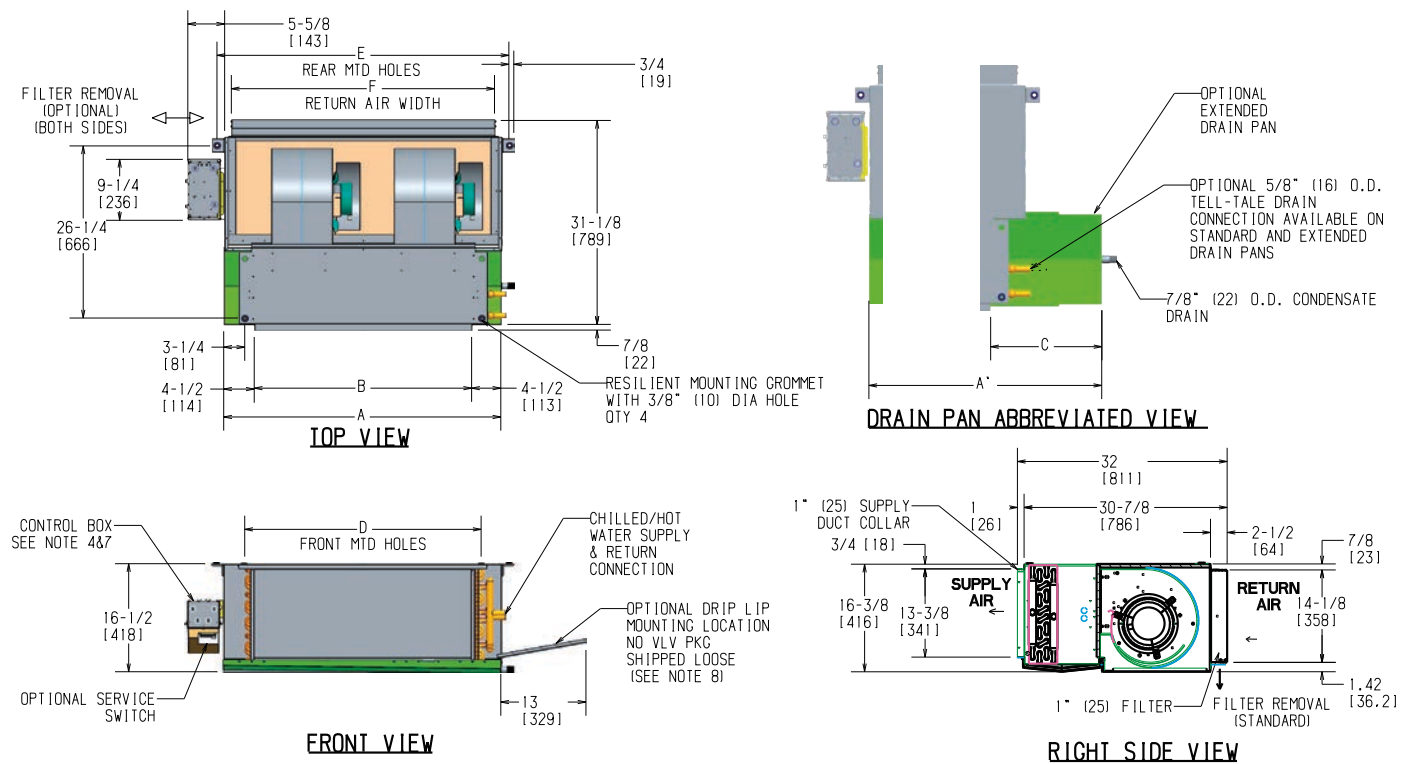 5-5/8
[143]
E
REAR MTD HOLES
3/4
[19]
F
RETURN AIR WIDTH
FILTER REMOVAL
(OPTIONAL)
(BOTH SIDES)
9-1/4
[236]
26-1/4
[666]
31-1/8
[789]
3-1/4
[81]
7/8
[22]
4-1/2
[114]
B
4-1/2
[113]
A
RESILIENT MOUNTING GROMMET
WITH 3/8" (10) DIA HOLE
QTY 4
TOP VIEW
OPTIONAL
EXTENDED
DRAIN PAN
OPTIONAL 5/8" (16) O.D.
TELL-TALE DRAIN
CONNECTION AVAILABLE ON
STANDARD AND EXTENDED
DRAIN PANS
7/8" (22) O.D. CONDENSATE
DRAIN
C
A'
DRAIN PAN ABBREVIATED VIEW
CONTROL BOX
SEE NOTE 4&7
D
FRONT MTD HOLES
CHILLED/HOT
WATER SUPPLY
& RETURN
CONNECTION
16-1/2
[418]
OPTIONAL DRIP LIP
MOUNTING LOCATION
NO VLV PKG
SHIPPED LOOSE
(SEE NOTE 8)
OPTIONAL SERVICE
SWITCH
13
[329]
FRONT VIEW
32
[811]
1" (25) SUPPLY
DUCT COLLAR
1
[26]
30-7/8
[786]
3/4 [18]
2-1/2
[64]
7/8
[23]
SUPPLY
AIR
RETURN
AIR
16-3/8
[416]
13-3/8
[341]
CC
14-1/8
[358]
1.42
[36.2]
1" (25) FILTER
FILTER REMOVAL
(STANDARD)
RIGHT SIDE VIEW